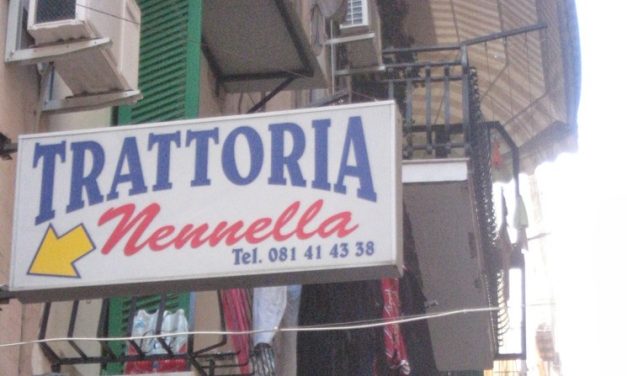 TRATTORIA
Nennella
Tel. 081 41 43 38